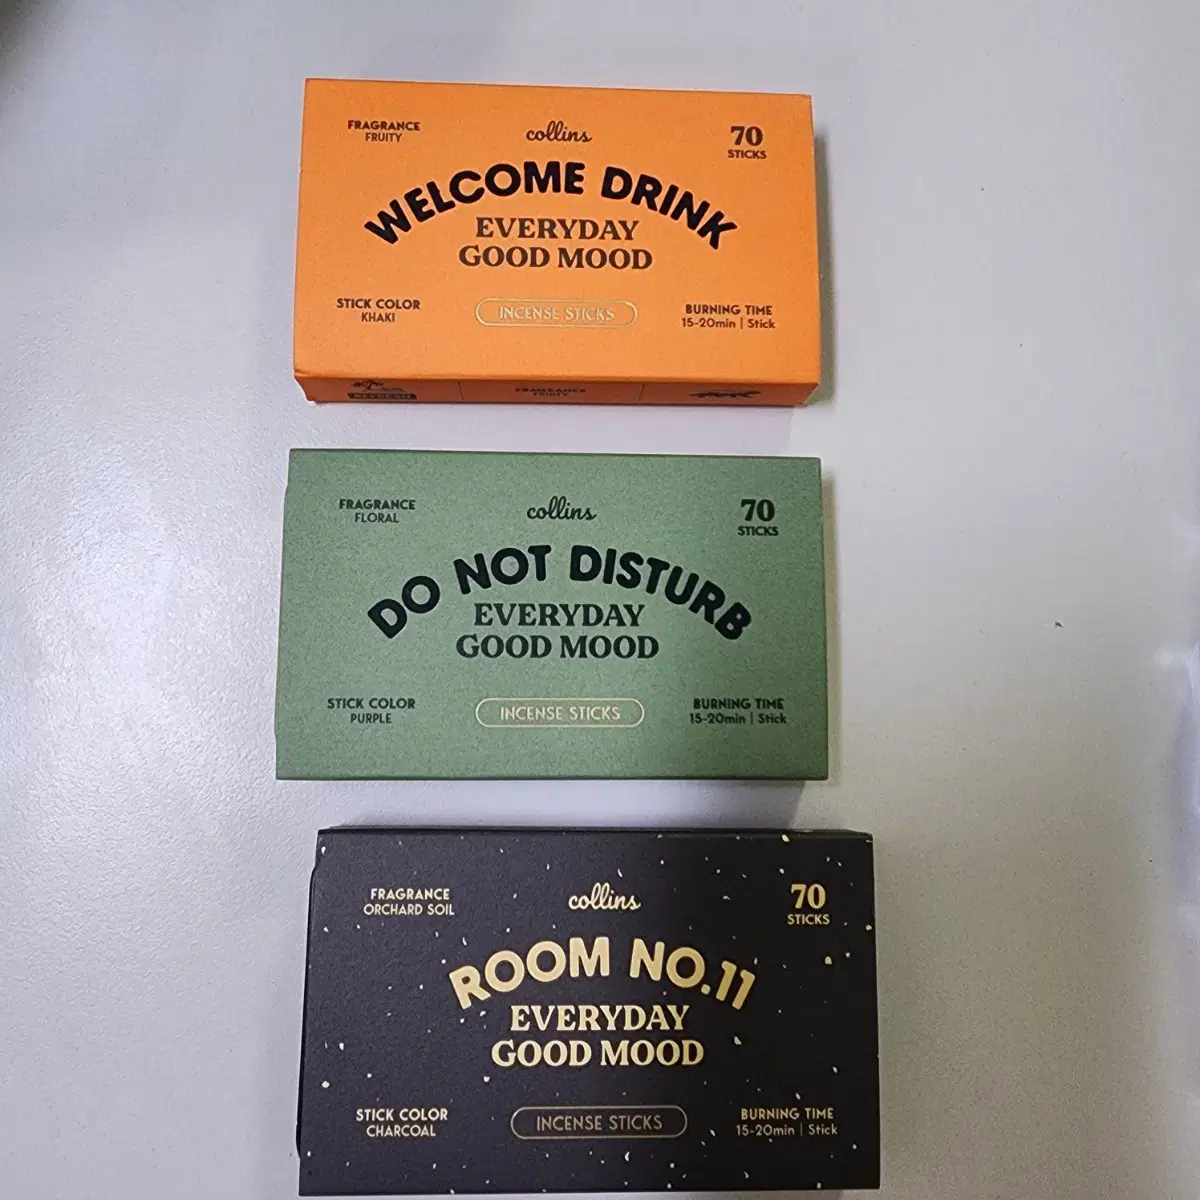 FRAGRANCE
FRUITY
collins
70
STICKS
WELCOME DRINK
EVERYDAY
GOOD MOOD
STICK COLOR
KHAKI
INCENSE STICKS
BURNING TIME
15-20min | Stick
REFRESH
FRAGRANCE
FRUITY
FRAGRANCE
FLORAL
collins
70
STICKS
DO NOT DISTURB
EVERYDAY
GOOD MOOD
STICK COLOR
PURPLE
INCENSE STICKS
BURNING TIME
15-20min | Stick
FRAGRANCE
ORCHARD SOIL
collins
70
STICKS
ROOM NO.11
EVERYDAY
GOOD MOOD
STICK COLOR
CHARCOAL
INCENSE STICKS
BURNING TIME
15-20min | Stick